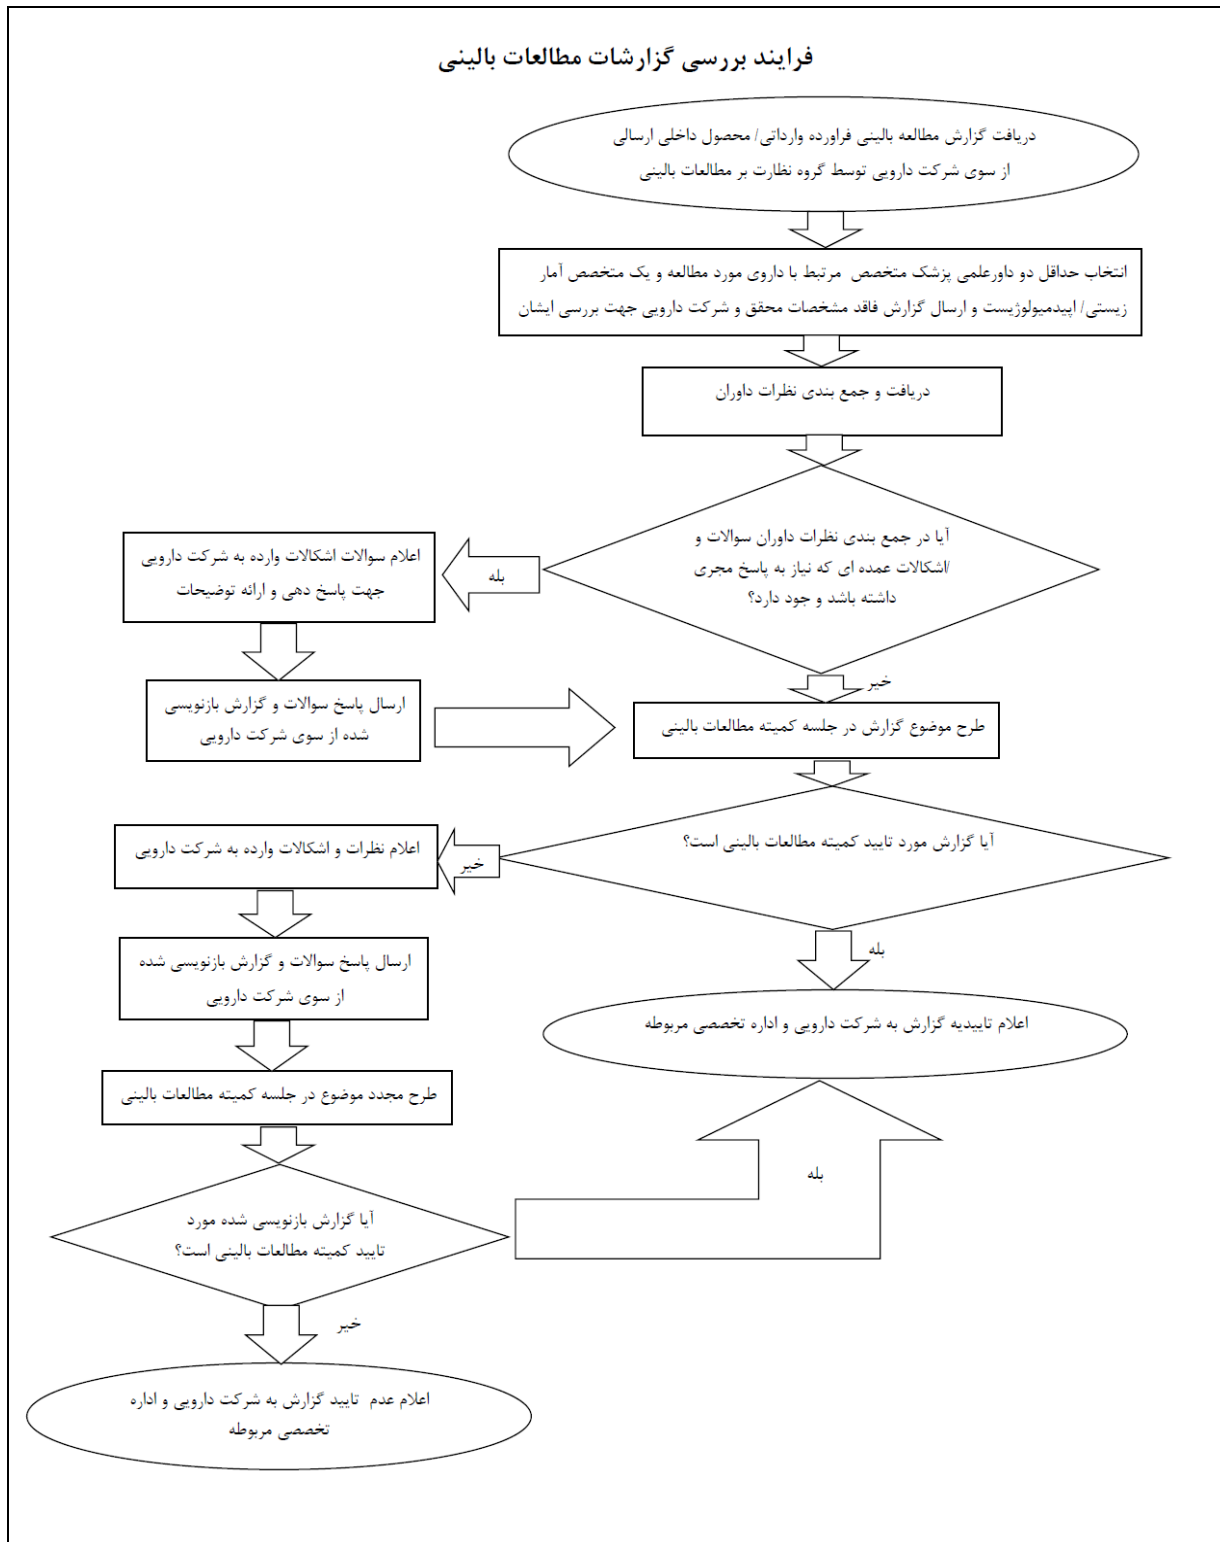 فرایند بررسی گزارشات مطالعات بالینی
دریافت گزارش مطالعه بالینی فراورده وارداتی/ محصول داخلی ارسالی
از سوی شرکت دارویی توسط گروه نظارت بر مطالعات بالینی
انتخاب حداقل دو داورعلمی پزشک متخصص مرتبط با داروی مورد مطالعه و یک متخصص آمار
زیستی/ اپیدمیولوژیست و ارسال گزارش فاقد مشخصات محقق و شرکت دارویی جهت بررسی ایشان
دریافت و جمع بندی نظرات داوران
آیا در جمع بندی نظرات داوران سوالات و
/اشکالات عمده ای که نیاز به پاسخ مجری
داشته باشد و جود دارد؟
بله
اعلام سوالات اشکالات وارده به شرکت دارویی
جهت پاسخ دهی و ارائه توضیحات
ارسال پاسخ سوالات و گزارش بازنویسی
شده از سوی شرکت دارویی
خیر
طرح موضوع گزارش در جلسه کمیته مطالعات بالینی
آیا گزارش مورد تایید کمیته مطالعات بالینی است؟
خیر
اعلام نظرات و اشکالات وارده به شرکت دارویی
ارسال پاسخ سوالات و گزارش بازنویسی شده
از سوی شرکت دارویی
بله
اعلام تاییدیه گزارش به شرکت دارویی و اداره تخصصی مربوطه
طرح مجدد موضوع در جلسه کمیته مطالعات بالینی
آیا گزارش بازنویسی شده مورد
تایید کمیته مطالعات بالینی است؟
بله
خیر
اعلام عدم تایید گزارش به شرکت دارویی و اداره
تخصصی مربوطه